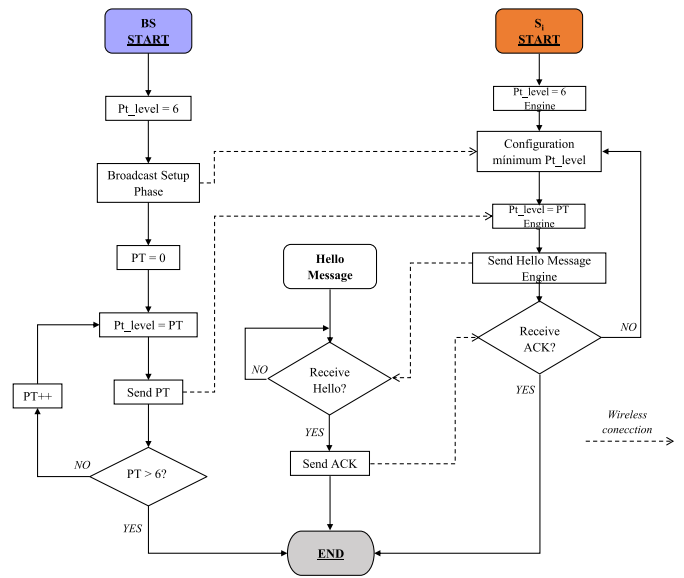 BS
START
Pt_level = 6
Broadcast Setup
Phase
PT = 0
Pt_level = PT
Send PT
PT++
NO
PT > 6?
YES
Hello
Message
NO
Receive
Hello?
YES
Send ACK
END
Si
START
Pt_level = 6
Engine
Configuration
mínimum Pt_level
Pt_level = PT
Engine
Send Hello Message
Engine
Receive
ACK?
NO
YES
Wireless
conecction